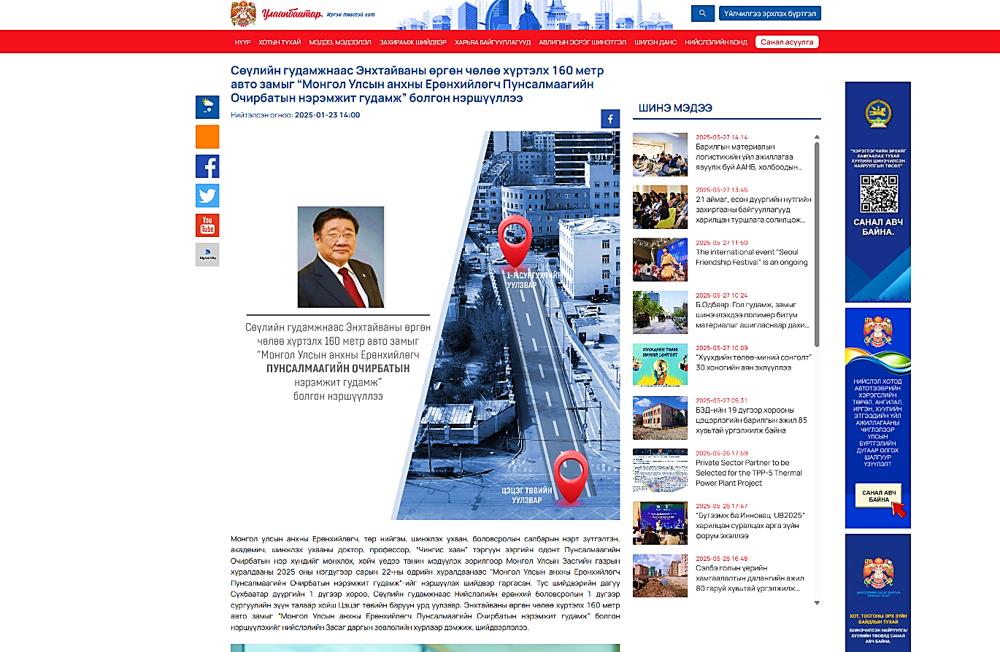 Улаанбаатар Иргэн төвтэй хот
Үйлчилгээ эрхлэх бүртгэл
НҮҮР ХОТЫН ТУХАЙ МЭДЭЭ, МЭДЭЭЛЭЛ ЗАХИРАМЖ ШИЙДВЭР ХАРЬЯА БАЙГУУЛЛАГУУД АВЛИГЫН ЭСРЭГ ШИНЭТГЭЛ ШИЛЭН ДАНС НИЙСЛЭЛИЙН БОНД Санал асуулга
Сөүлийн гудамжнаас Энхтайваны өргөн чөлөө хүртэлх 160 метр
авто замыг “Монгол Улсын анхны Ерөнхийлөгч Пунсалмаагийн
Очирбатын нэрэмжит гудамж” болгон нэршүүллээ
Нийтэлсэн огноо: 2025-01-23 14:00
You
Tube
Digital City
1-Р СУРГУУЛИЙН
УУЛЗВАР
Сөүлийн гудамжнаас Энхтайваны өргөн
чөлөө хүртэлх 160 метр авто замыг
“Монгол Улсын анхны Ерөнхийлөгч
ПУНСАЛМААГИЙН ОЧИРБАТЫН
нэрэмжит гудамж”
болгон нэршүүллээ
ЦЭЦЭГ ТӨВИЙН
УУЛЗВАР
Монгол улсын анхны Ерөнхийлөгч, төр нийгэм, шинжлэх ухаан, боловсролын салбарын нэрт зүтгэлтэн,
академич, шинжлэх ухааны доктор, профессор, “Чингис хаан” тэргүүн зэргийн одонт Пунсалмаагийн
Очирбатын нэр хүндийг мөнхлөх, хойч үедээ танин мэдүүлэх зорилгоор Монгол Улсын Засгийн газрын
хуралдааны 2025 оны нэгдүгээр сарын 22-ны өдрийн хуралдаанаас “Монгол Улсын анхны Ерөнхийлөгч
Пунсалмаагийн Очирбатын нэрэмжит гудамж”-ийг нэршүүлэх шийдвэр гаргасан. Тус шийдвэрийн дагуу
Сүхбаатар дүүргийн 1 дүгээр хороо, Сөүлийн гудамжнаас Нийслэлийн ерөнхий боловсролын 1 дүгээр
сургуулийн зүүн талаар хойш Цэцэг төвийн баруун урд уулзвар, Энхтайваны өргөн чөлөө хүртэлх 160 метр
авто замыг “Монгол Улсын анхны Ерөнхийлөгч Пунсалмаагийн Очирбатын нэрэмжит гудамж” болгон
нэршүүлэхийг нийслэлийн Засаг даргын зөвлөлийн хурлаар дэмжих, шийдвэрлэлээ.
ШИНЭ МЭДЭЭ
2025-05-27 14:14
Барилгын материалын
логистикийн үйл ажиллагаа
явуулж буй ААНБ, холбоодын...
2025-05-27 13:45
21 аймаг, есөн дүүргийн нутгийн
захиргааны байгууллагууд
харилцан туршлага солилцож...
2025-05-27 11:50
The international event "Seoul
Friendship Festival" is an ongoing
2025-05-27 10:24
Б.Одбаяр: Гол гудамж, замыг
шинэчлэхдээ полимер битум
материалыг ашигласнаар дахи...
ХҮҮХДИЙН ТӨЛӨӨ
МИНИЙ СОНГОЛТ
2025-05-27 10:09
“Хүүхдийн төлөө-миний сонголт”
30 хоногийн аян эхлүүллээ
2025-05-27 09:31
БЗД-ийн 19 дүгээр хорооны
цэцэрлэгийн барилгын ажил 85
хувьтай үргэлжилж байна
2025-05-26 17:59
Private Sector Partner to be
Selected for the TPP-5 Thermal
Power Plant Project
2025-05-26 17:47
“Бүтээмж ба Инновац-UB2025”
харилцан суралцах арга зүйн
форум эхэллээ
2025-05-26 16:48
Сэлбэ голын үерийн
хамгаалалтын далангийн ажил
80 гаруй хувьтай үргэлжилж...
"ХЭРЭГЛЭГЧИЙН ЭРХИЙГ
ХАМГААЛАХ ТУХАЙ
ХУУЛИЙН ШИНЭЧИЛСЭН
НАЙРУУЛГЫН ТӨСӨЛ"
САНАЛ АВЧ
БАЙНА.
НИЙСЛЭЛ ХОТОД
АВТОТЭЭВРИЙН
ХЭРЭГСЛИЙН
ТӨРӨЛ, АНГИЛАЛ,
ИРГЭН, ХУУЛИЙН
ЭТГЭЭДИЙН ҮЙЛ
АЖИЛЛАГААНЫ
ЧИГЛЭЛЭЭР
УЛСЫН
БҮРТГЭЛИЙН
ДУГААР ОЛГОХ
ШАЛГУУР
ҮЗҮҮЛЭЛТ
САНАЛ АВЧ
БАЙНА
НИЙСЛЭЛИЙН ЗАСАГ ДАРГЫН
ТАМГЫН ГАЗАР
ХОТ, ТОСГОНЫ ЭРХ ЗҮЙН
БАЙДЛЫН ТУХАЙ
/ШИНЭЧИЛСЭН НАЙРУУЛГА/
ХУУЛИЙН ТӨСӨЛД САНАЛ
АВЧ БАЙНА.